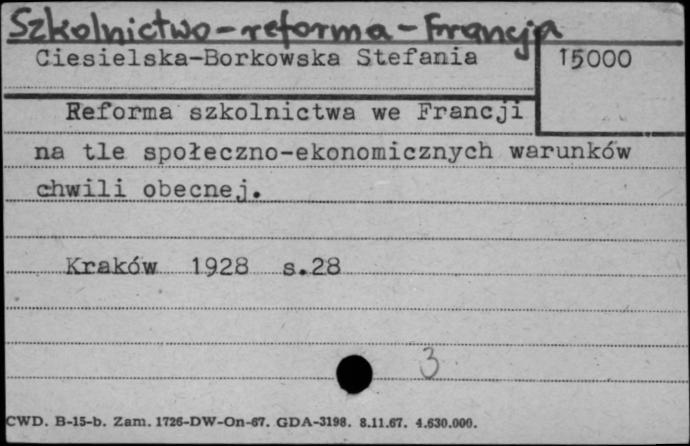 Szkolnictwo-reforma-Francja
Ciesielska-Borkowska Stefania
15000
Reforma szkolnictwa we Francji
na tle społeczno-ekonomicznych warunków
chwili obecnej.
Kraków 1928 s.28
3
CWD. B-15-b. Zam. 1726-DW-On-67. GDA-3198. 8.11.67. 4.630.000.